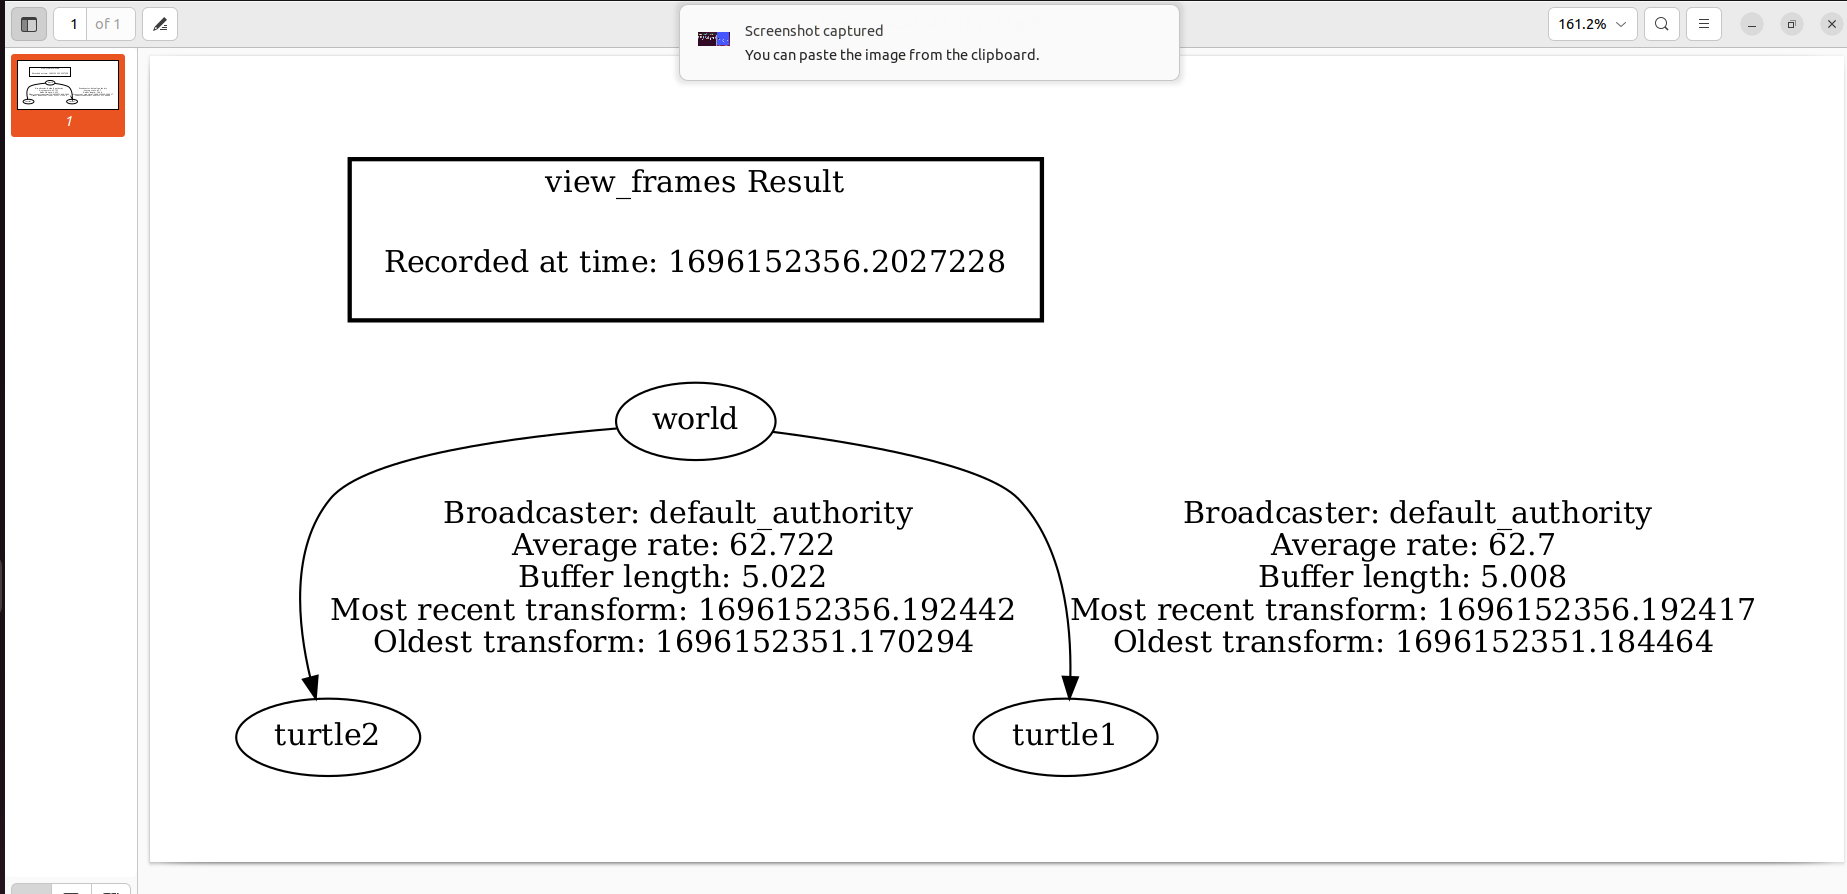 1 of 1
Screenshot captured
You can paste the image from the clipboard.
161.2%
1
view_frames Result
Recorded at time: 1696152356.2027228
world
Broadcaster: default_authority
Average rate: 62.722
Buffer length: 5.022
Most recent transform: 1696152356.192442
Oldest transform: 1696152351.170294
Broadcaster: default_authority
Average rate: 62.7
Buffer length: 5.008
Most recent transform: 1696152356.192417
Oldest transform: 1696152351.184464
turtle2
turtle1